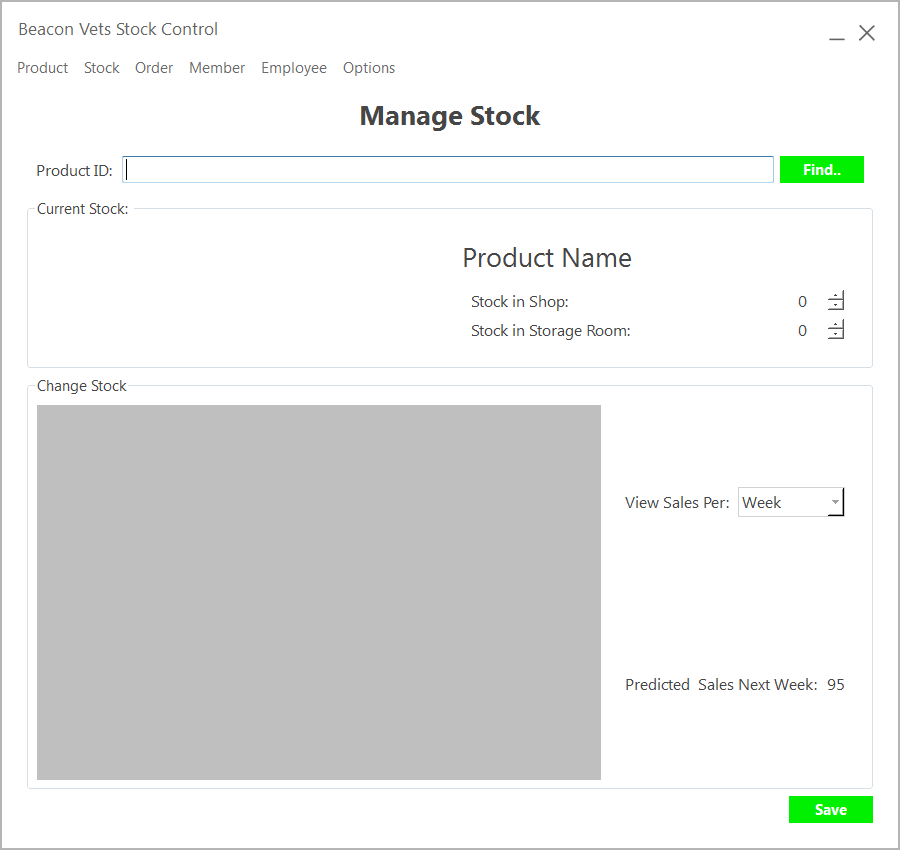 Beacon Vets Stock Control
Product Stock Order Member Employee Options
Manage Stock
Product ID: Find..
Current Stock:
Product Name
Stock in Shop: 0
Stock in Storage Room: 0
Change Stock
View Sales Per: Week
Predicted Sales Next Week: 95
Save